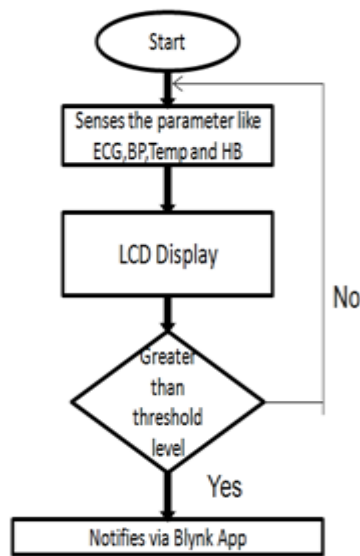 Start
Senses the parameter like
ECG,BP,Temp and HB
LCD Display
No
Greater
than
threshold
level
Yes
Notifies via Blynk App